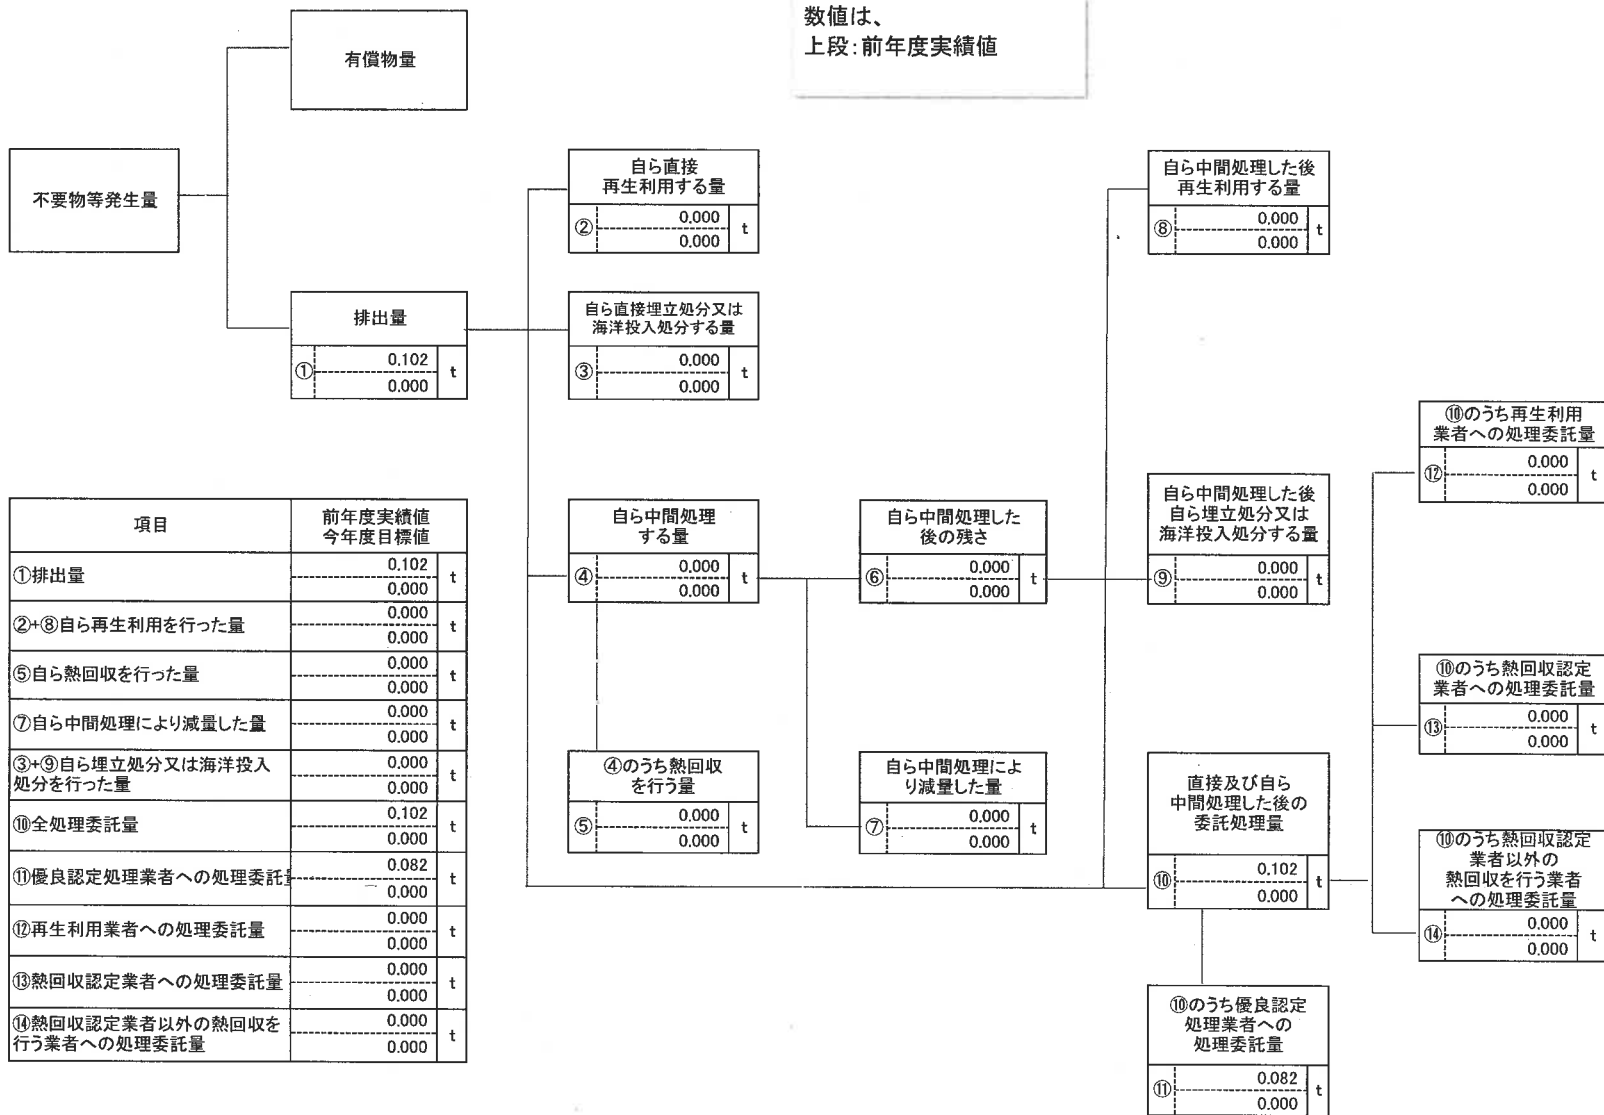 数値は、
上段:前年度実績値
有償物量
不要物等発生量
排出量
① 0.102 t
0.000
自ら直接
再生利用する量
② 0.000 t
0.000
自ら直接埋立処分又は
海洋投入処分する量
③ 0.000 t
0.000
自ら中間処理した後
再生利用する量
⑧ 0.000 t
0.000
自ら中間処理
する量
④ 0.000 t
0.000
自ら中間処理した
後の残さ
⑥ 0.000 t
0.000
自ら中間処理した後
自ら埋立処分又は
海洋投入処分する量
⑨ 0.000 t
0.000
④のうち熱回収
を行う量
⑤ 0.000 t
0.000
自ら中間処理によ
り減量した量
⑦ 0.000 t
0.000
直接及び自ら
中間処理した後の
委託処理量
⑩ 0.102 t
0.000
⑩のうち優良認定
処理業者への
処理委託量
⑪ 0.082 t
0.000
⑩のうち再生利用
業者への処理委託量
⑫ 0.000 t
0.000
⑩のうち熱回収認定
業者への処理委託量
⑬ 0.000 t
0.000
⑩のうち熱回収認定
業者以外の
熱回収を行う業者
への処理委託量
⑭ 0.000 t
0.000
項目 前年度実績値
今年度目標値
①排出量 0.102 t
0.000
②+⑧自ら再生利用を行った量 0.000 t
0.000
⑤自ら熱回収を行った量 0.000 t
0.000
⑦自ら中間処理により減量した量 0.000 t
0.000
③+⑨自ら埋立処分又は海洋投入
処分を行った量 0.000 t
0.000
⑩全処理委託量 0.102 t
0.000
⑪優良認定処理業者への処理委託 0.082 t
0.000
⑫再生利用業者への処理委託量 0.000 t
0.000
⑬熱回収認定業者への処理委託量 0.000 t
0.000
⑭熱回収認定業者以外の熱回収を
行う業者への処理委託量 0.000 t
0.000